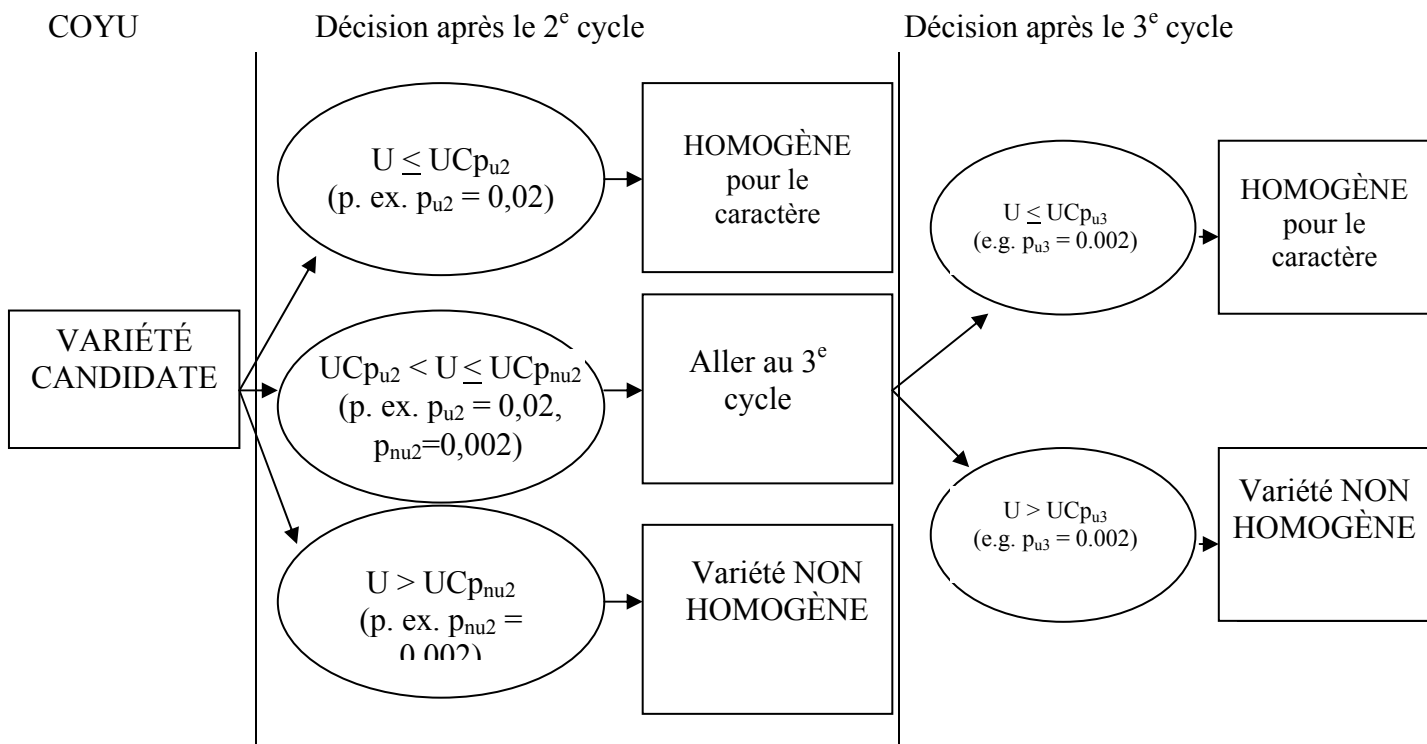 COYU
Décision après le 2e cycle
Décision après le 3e cycle
VARIÉTÉ
CANDIDATE
U ≤ UCpu2
(p. ex. pu2 = 0,02)
HOMOGÈNE
pour le
caractère
UCpu2 < U ≤ UCpnu2
(p. ex. pu2 = 0,02,
pnu2=0,002)
Aller au 3e
cycle
U > UCpnu2
(p. ex. pnu2 =
0,002)
Variété NON
HOMOGÈNE
U ≤ UCpu3
(e.g. pu3 = 0.002)
HOMOGÈNE
pour le
caractère
U > UCpu3
(e.g. pu3 = 0.002)
Variété NON
HOMOGÈNE